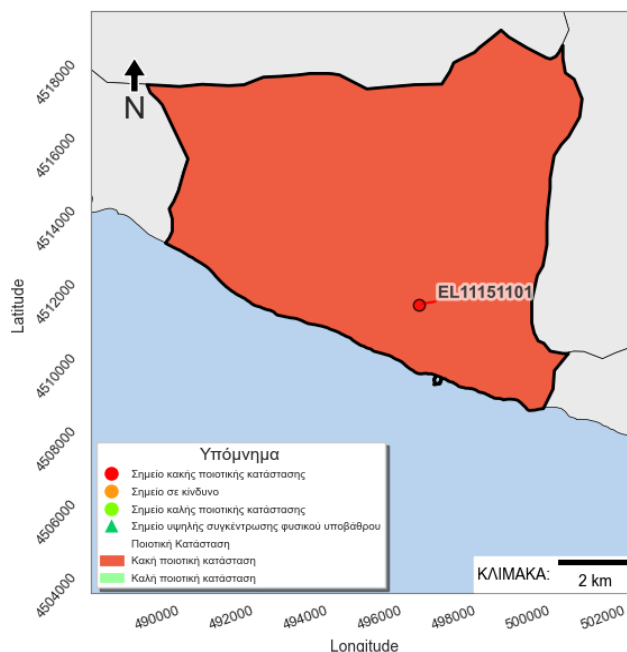 4518000
4516000
4514000
4512000
4510000
4508000
4506000
4504000
Latitude
N
EL11151101
Υπόμνημα
Σημείο κακής ποιοτικής κατάστασης
Σημείο σε κίνδυνο
Σημείο καλής ποιοτικής κατάστασης
Σημείο υψηλής συγκέντρωσης φυσικού υποβάθρου
Ποιοτική Κατάσταση
Κακή ποιοτική κατάσταση
Καλή ποιοτική κατάσταση
ΚΛΙΜΑΚΑ:
2 km
490000
492000
494000
496000
498000
500000
502000
Longitude